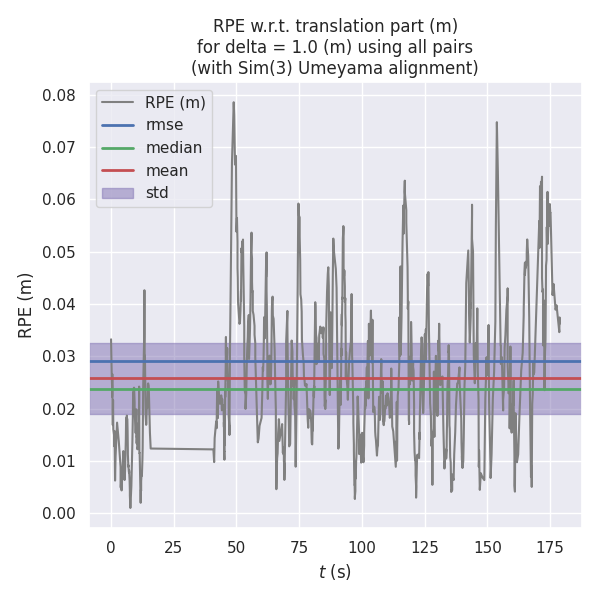 RPE w.r.t. translation part (m)
for delta = 1.0 (m) using all pairs
(with Sim(3) Umeyama alignment)
RPE (m)
rmse
median
mean
std
RPE (m)
0.08
0.07
0.06
0.05
0.04
0.03
0.02
0.01
0.00
0 25 50 75 100 125 150 175
t (s)